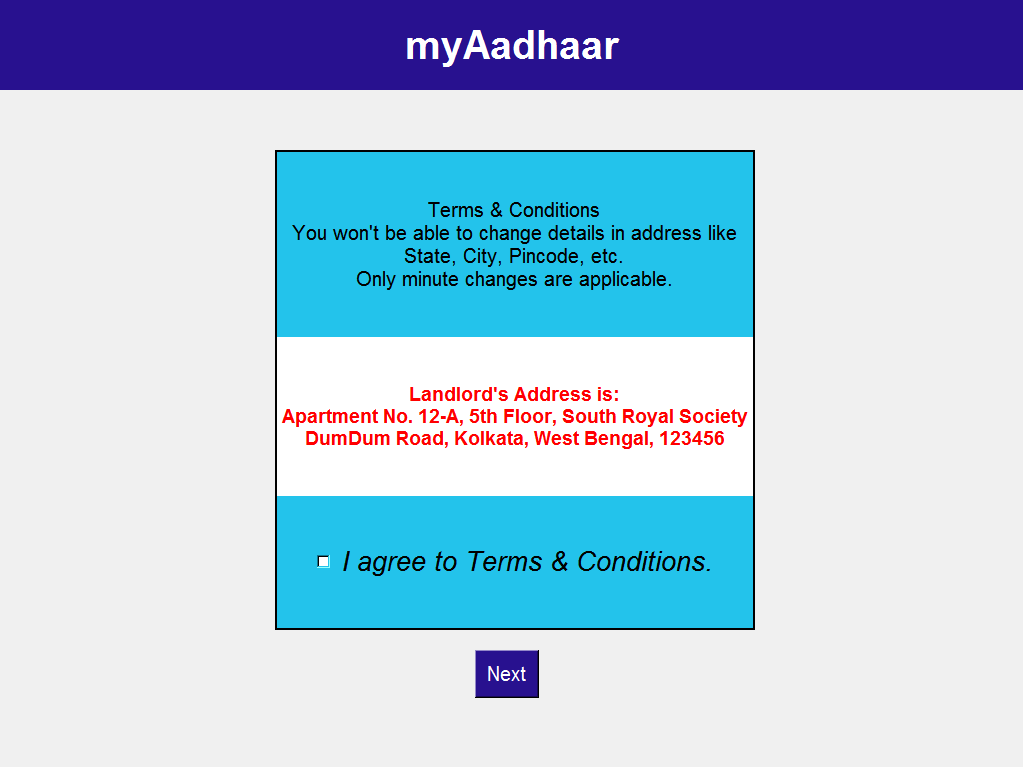 myAadhaar
Terms & Conditions
You won't be able to change details in address like
State, City, Pincode, etc.
Only minute changes are applicable.
Landlord's Address is:
Apartment No. 12-A, 5th Floor, South Royal Society
DumDum Road, Kolkata, West Bengal, 123456
I agree to Terms & Conditions.
Next